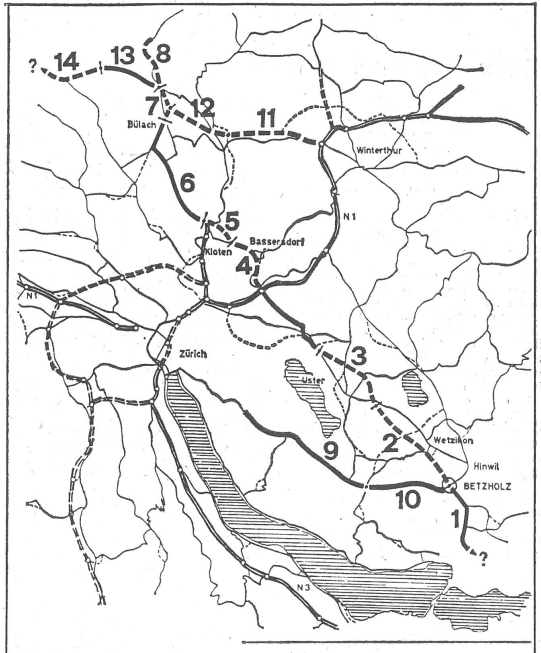 8
13
14
?
7
12
11
Bülach
Winterthur
6
5
Bassersdorf
N1
Kloten
4
N1
3
Zürich
Uster
2
Wetzikon
9
Hinwil
10
BETZHOLZ
1
?
N3